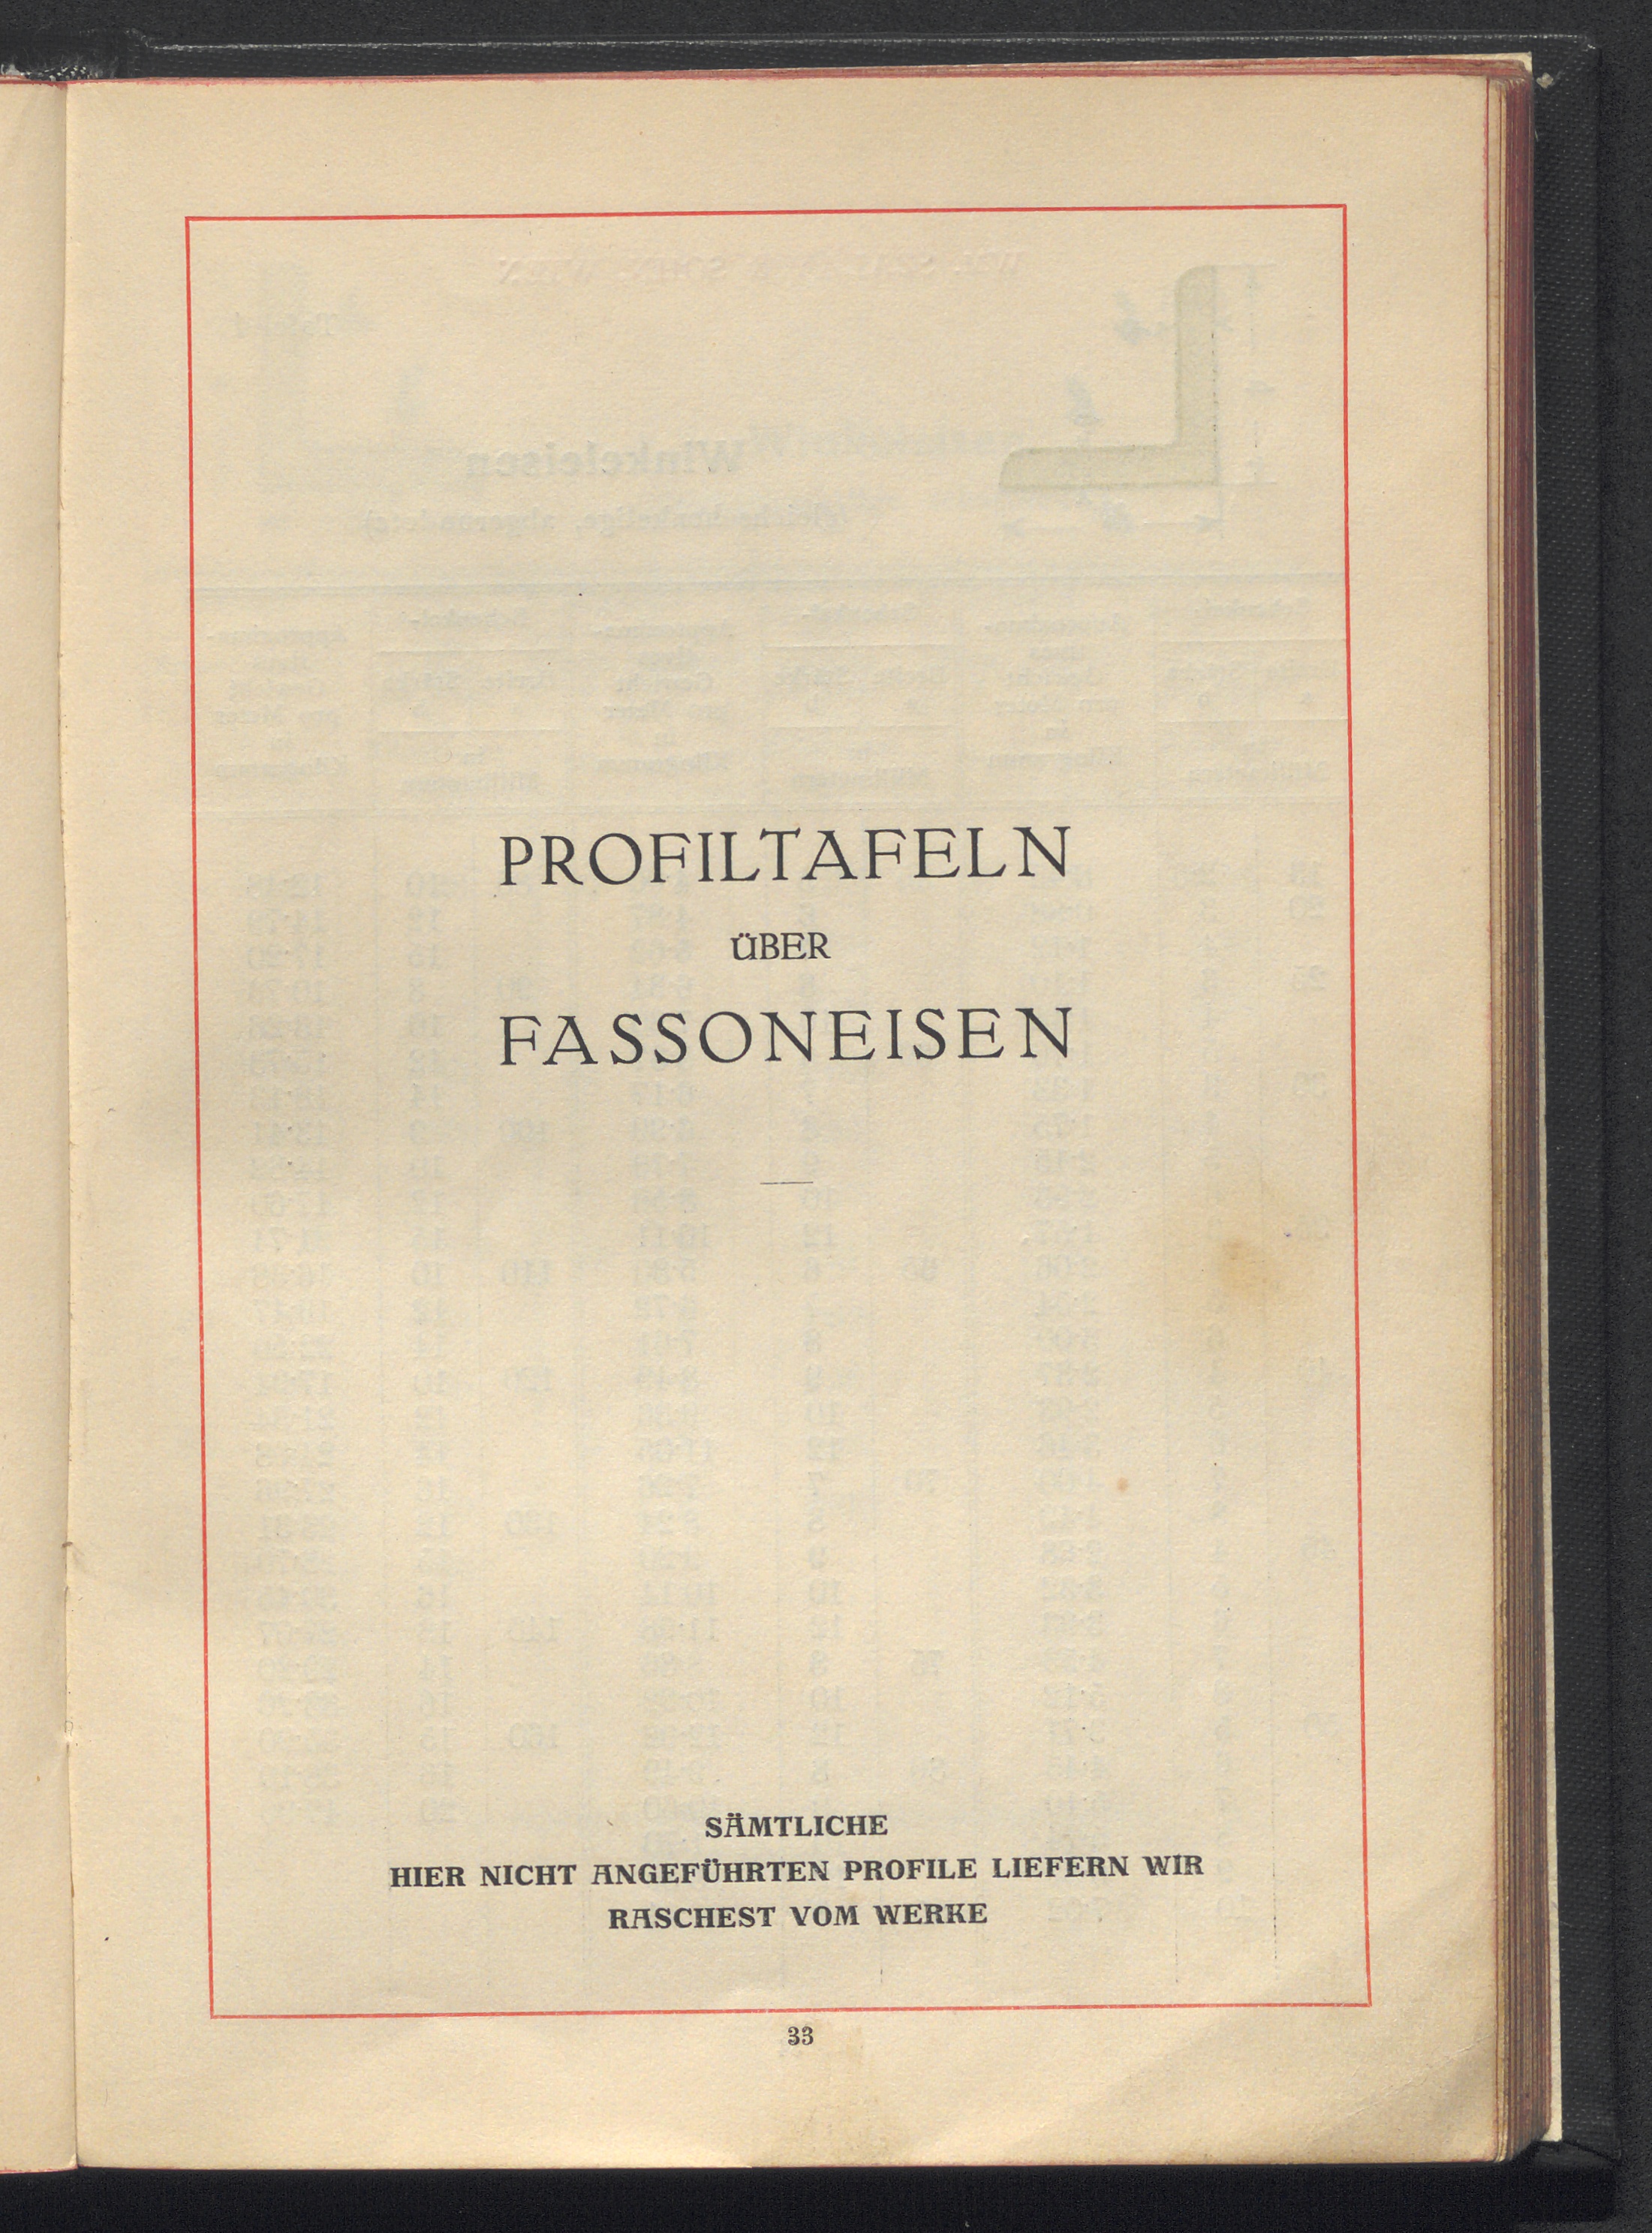 PROFILTAFELN
ÜBER
FASSONEISEN
SÄMTLICHE
HIER NICHT ANGEFÜHRTEN PROFILE LIEFERN WIR
RASCHEST VOM WERKE
33